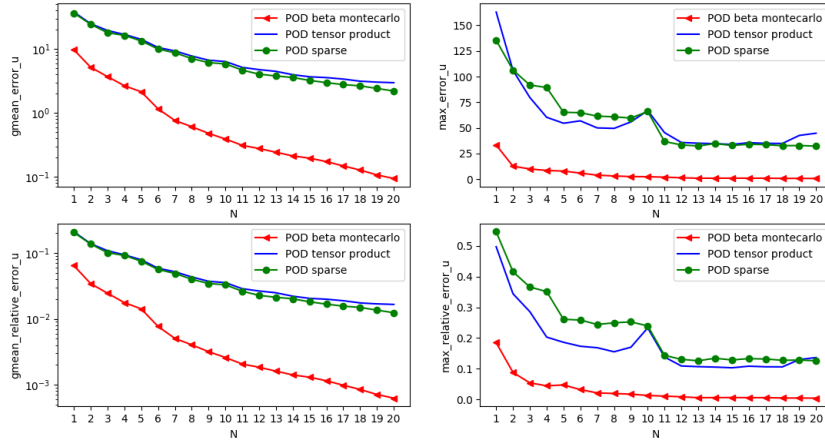 gmean_error_u
10¹
10⁰
10⁻¹
1 2 3 4 5 6 7 8 9 10 11 12 13 14 15 16 17 18 19 20
N
POD beta montecarlo
POD tensor product
POD sparse
max_error_u
150
125
100
75
50
25
0
1 2 3 4 5 6 7 8 9 10 11 12 13 14 15 16 17 18 19 20
N
POD beta montecarlo
POD tensor product
POD sparse
gmean_relative_error_u
10⁻¹
10⁻²
10⁻³
1 2 3 4 5 6 7 8 9 10 11 12 13 14 15 16 17 18 19 20
N
POD beta montecarlo
POD tensor product
POD sparse
max_relative_error_u
0.5
0.4
0.3
0.2
0.1
0.0
1 2 3 4 5 6 7 8 9 10 11 12 13 14 15 16 17 18 19 20
N
POD beta montecarlo
POD tensor product
POD sparse